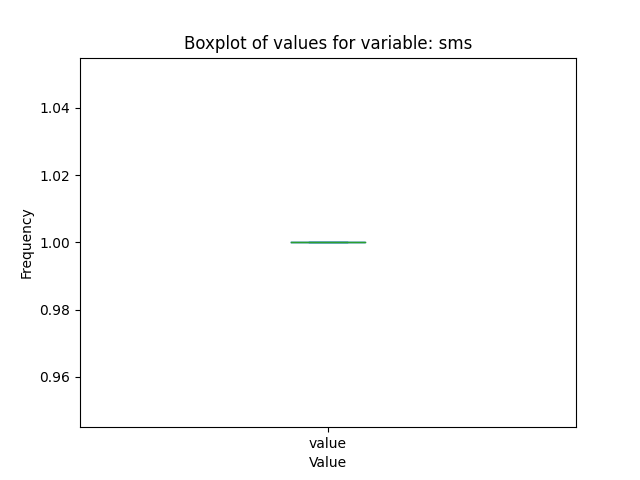 Boxplot of values for variable: sms
1.04
1.02
1.00
0.98
0.96
Frequency
value
Value